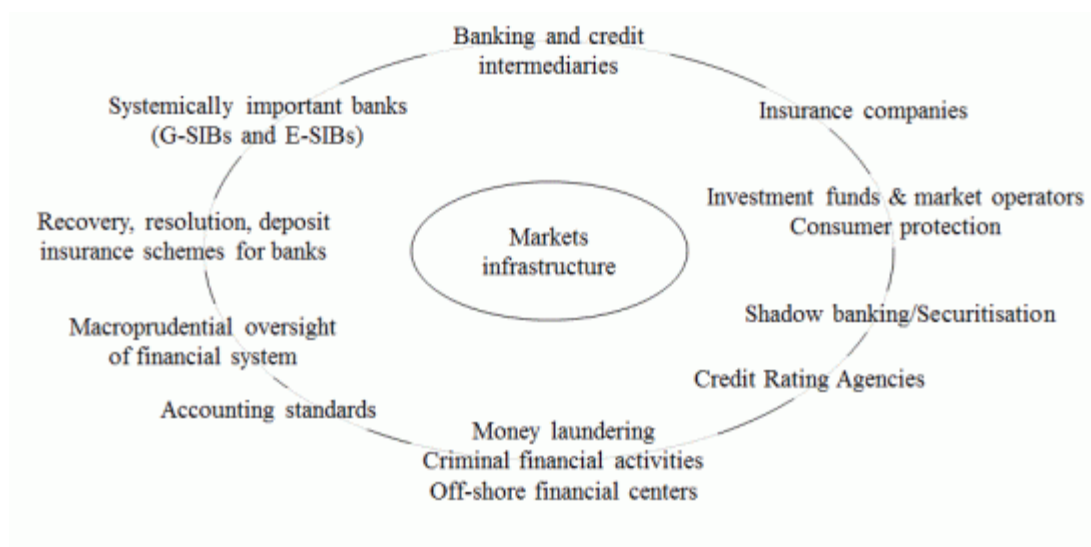 Banking and credit
intermediaries
Systemically important banks
(G-SIBs and E-SIBs)
Insurance companies
Recovery, resolution, deposit
insurance schemes for banks
Investment funds & market operators
Consumer protection
Markets
infrastructure
Macroprudential oversight
of financial system
Shadow banking/Securitisation
Accounting standards
Credit Rating Agencies
Money laundering
Criminal financial activities
Off-shore financial centers